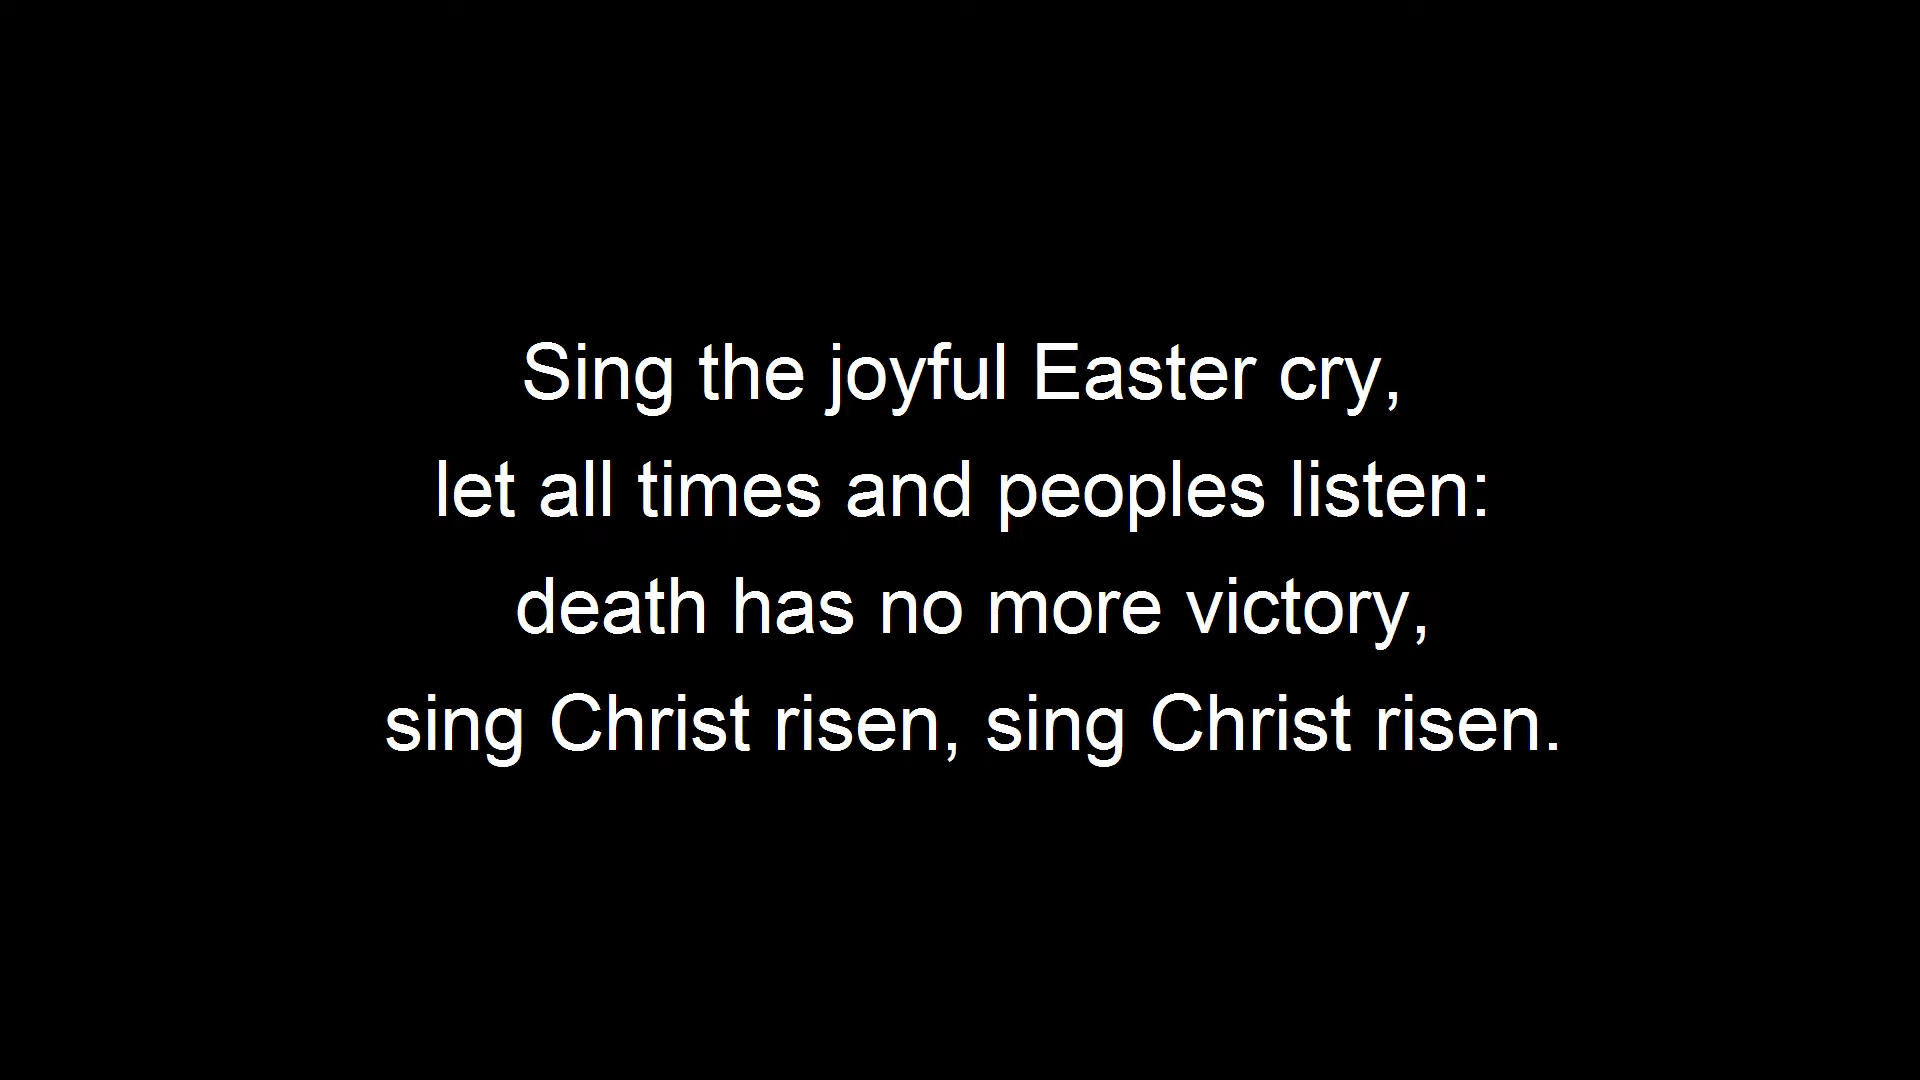 Sing the joyful Easter cry,
let all times and peoples listen:
death has no more victory,
sing Christ risen, sing Christ risen.